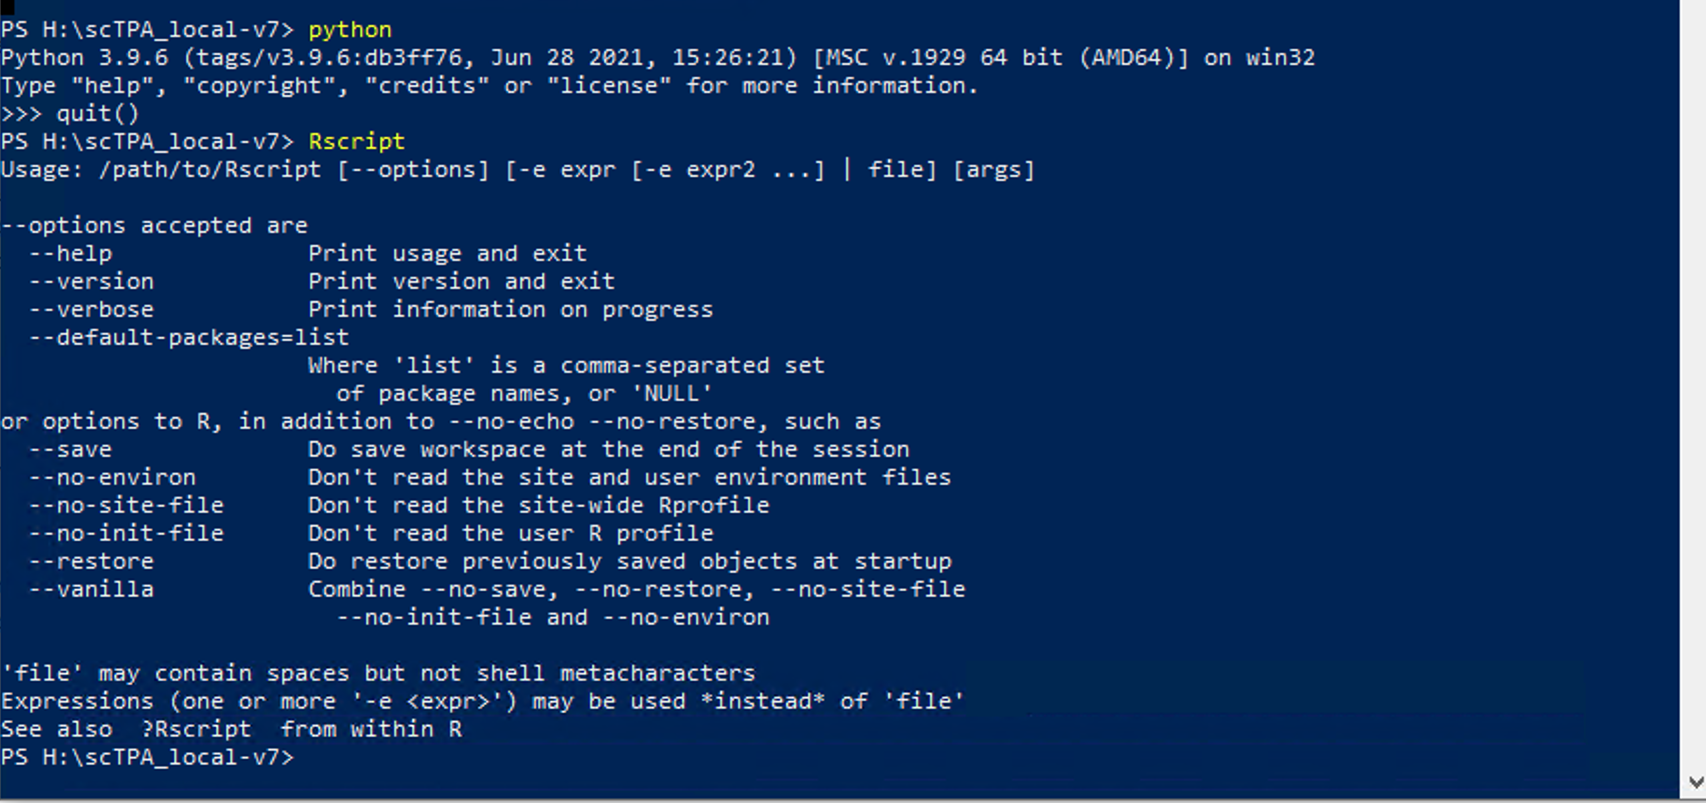 PS H:\scTPA_local-v7> python
Python 3.9.6 (tags/v3.9.6:db3ff76, Jun 28 2021, 15:26:21) [MSC v.1929 64 bit (AMD64)] on win32
Type "help", "copyright", "credits" or "license" for more information.
>>> quit()
PS H:\scTPA_local-v7> Rscript
Usage: /path/to/Rscript [--options] [-e expr [-e expr2 ...] | file] [args]

--options accepted are
  --help              Print usage and exit
  --version           Print version and exit
  --verbose           Print information on progress
  --default-packages=list
                      Where 'list' is a comma-separated set
                        of package names, or 'NULL'
or options to R, in addition to --no-echo --no-restore, such as
  --save              Do save workspace at the end of the session
  --no-environ        Don't read the site and user environment files
  --no-site-file      Don't read the site-wide Rprofile
  --no-init-file      Don't read the user R profile
  --restore           Do restore previously saved objects at startup
  --vanilla           Combine --no-save, --no-restore, --no-site-file
                        --no-init-file and --no-environ

'file' may contain spaces but not shell metacharacters
Expressions (one or more '-e <expr>') may be used *instead* of 'file'
See also  ?Rscript  from within R
PS H:\scTPA_local-v7>